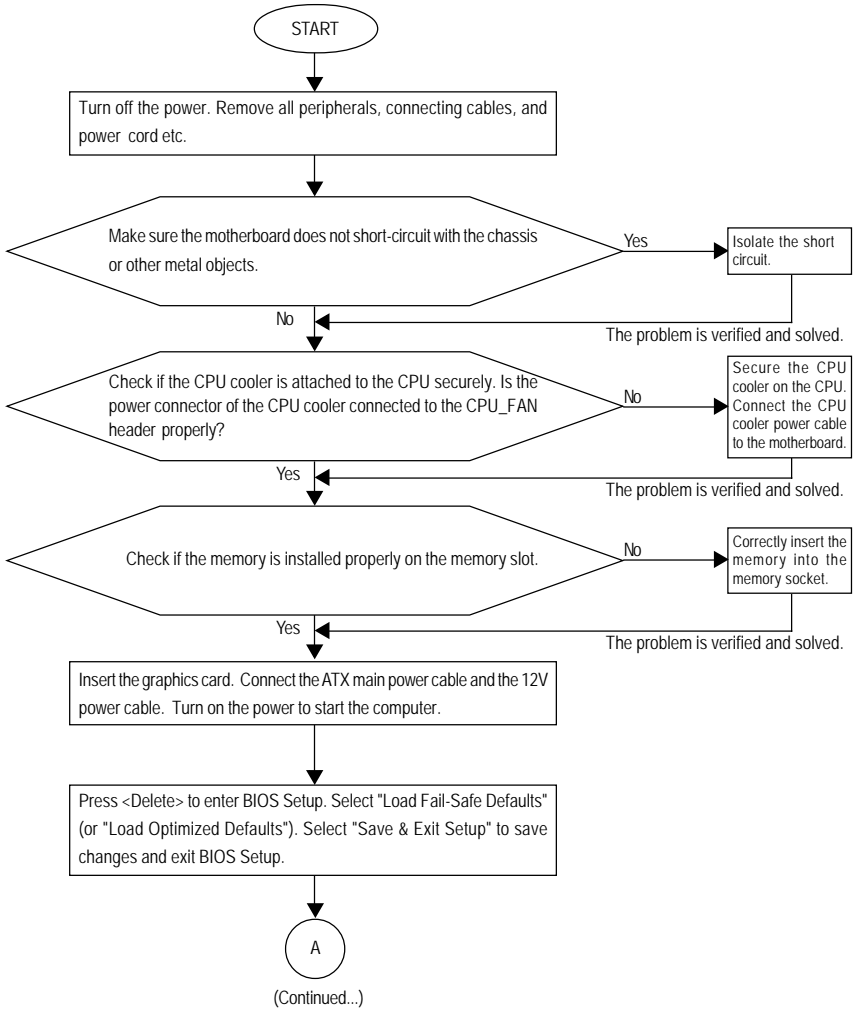 START
Turn off the power. Remove all peripherals, connecting cables, and
power cord etc.
Make sure the motherboard does not short-circuit with the chassis
or other metal objects.
Yes
Isolate the short
circuit.
No
The problem is verified and solved.
Check if the CPU cooler is attached to the CPU securely. Is the
power connector of the CPU cooler connected to the CPU_FAN
header properly?
No
Secure the CPU
cooler on the CPU.
Connect the CPU
cooler power cable
to the motherboard.
Yes
The problem is verified and solved.
Check if the memory is installed properly on the memory slot.
No
Correctly insert the
memory into the
memory socket.
Yes
The problem is verified and solved.
Insert the graphics card. Connect the ATX main power cable and the 12V
power cable. Turn on the power to start the computer.
Press <Delete> to enter BIOS Setup. Select "Load Fail-Safe Defaults"
(or "Load Optimized Defaults"). Select "Save & Exit Setup" to save
changes and exit BIOS Setup.
A
(Continued...)